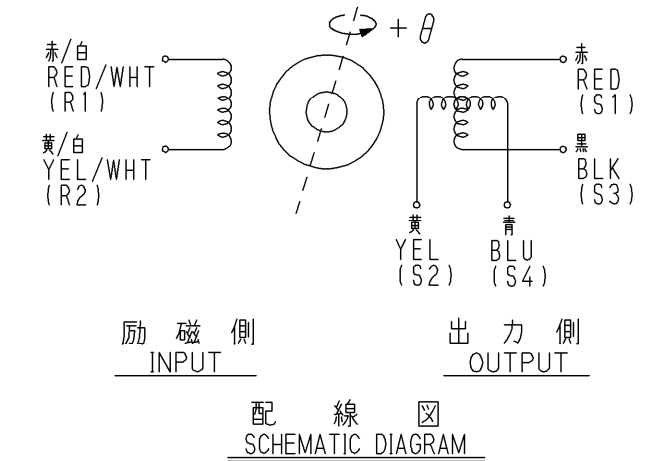 +θ
赤/白
RED/WHT
(R1)
黄/白
YEL/WHT
(R2)
赤
RED
(S1)
黒
BLK
(S3)
黄
YEL
(S2)
青
BLU
(S4)
励磁側
INPUT
出力側
OUTPUT
配線図
SCHEMATIC DIAGRAM